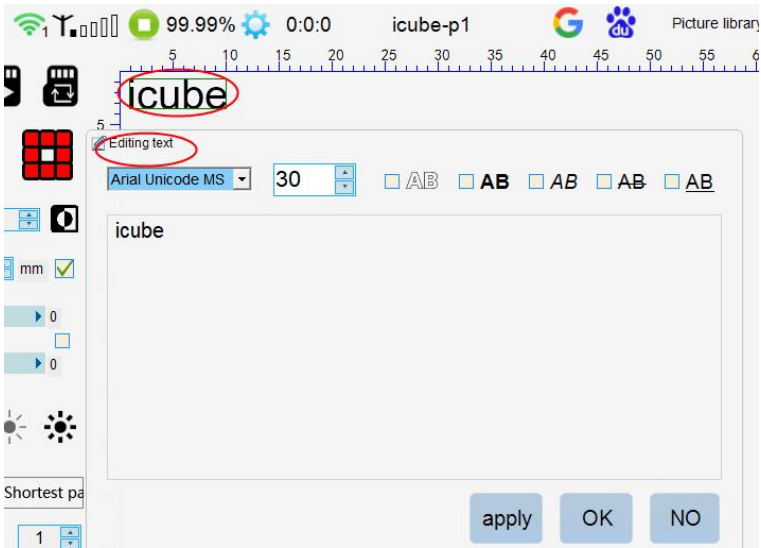 1 99.99% 0:0:0 icube-p1 G du Picture library
5 10 15 20 25 30 35 40 45 50 55
icube
5
Editing text
Arial Unicode MS 30 AB AB AB AB AB
icube
mm
0
0
Shortest pa
apply OK NO
1